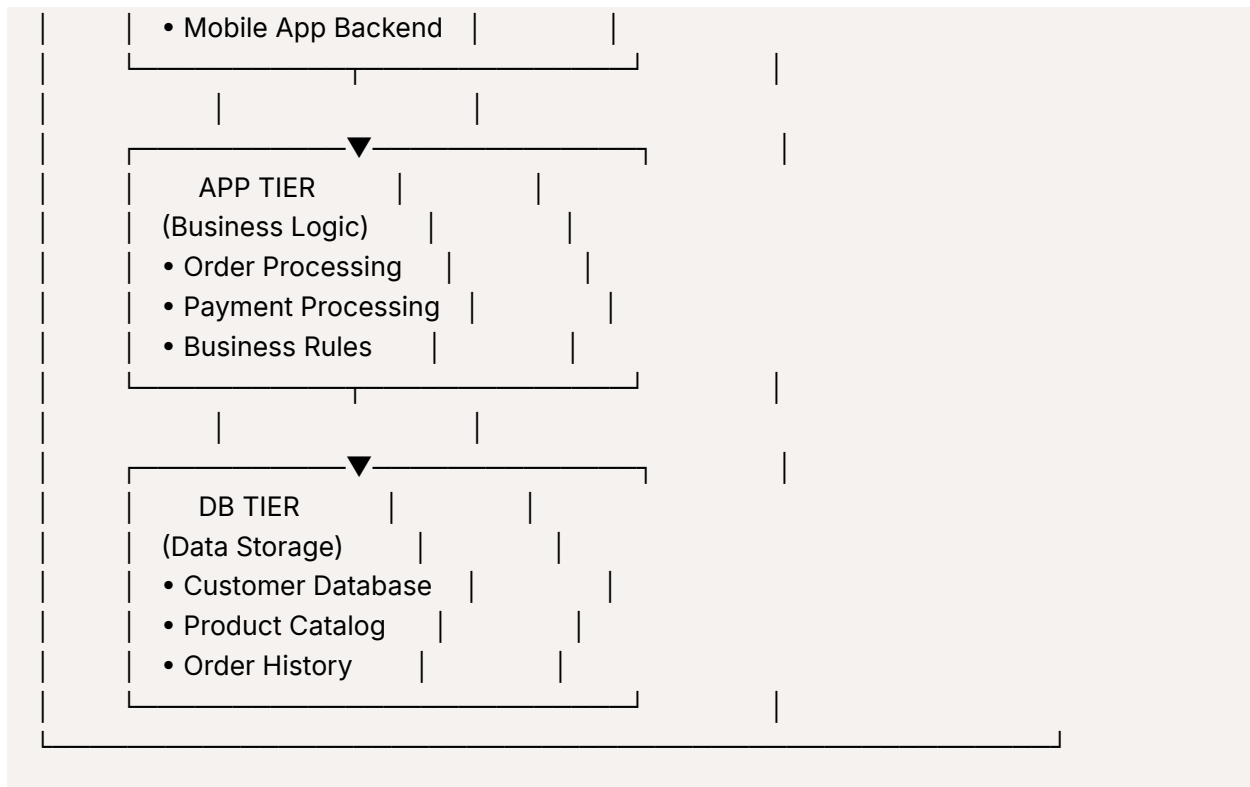 • Mobile App Backend
APP TIER
(Business Logic)
• Order Processing
• Payment Processing
• Business Rules
DB TIER
(Data Storage)
• Customer Database
• Product Catalog
• Order History